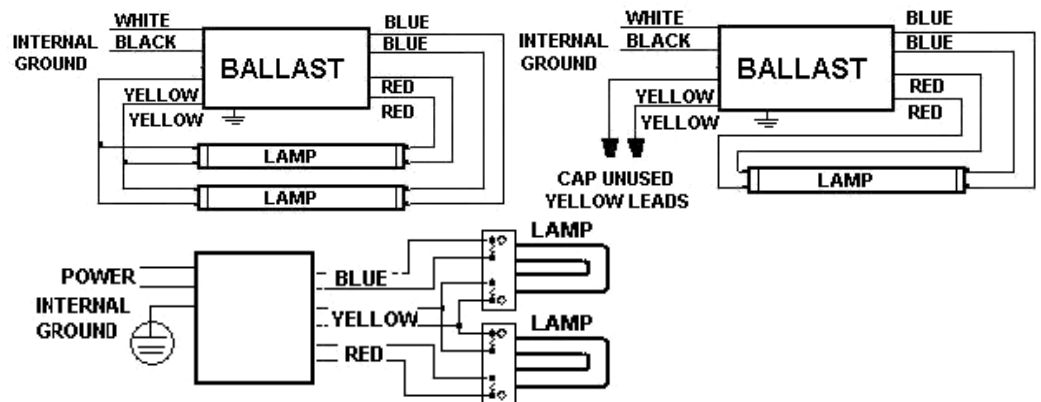 WHITE
BLUE
INTERNAL
GROUND
BLACK
BLUE
BALLAST
YELLOW
RED
YELLOW
RED
LAMP
LAMP
WHITE
BLUE
INTERNAL
GROUND
BLACK
BLUE
BALLAST
YELLOW
RED
YELLOW
RED
CAP UNUSED
YELLOW LEADS
LAMP
LAMP
POWER
BLUE
INTERNAL
GROUND
YELLOW
LAMP
RED